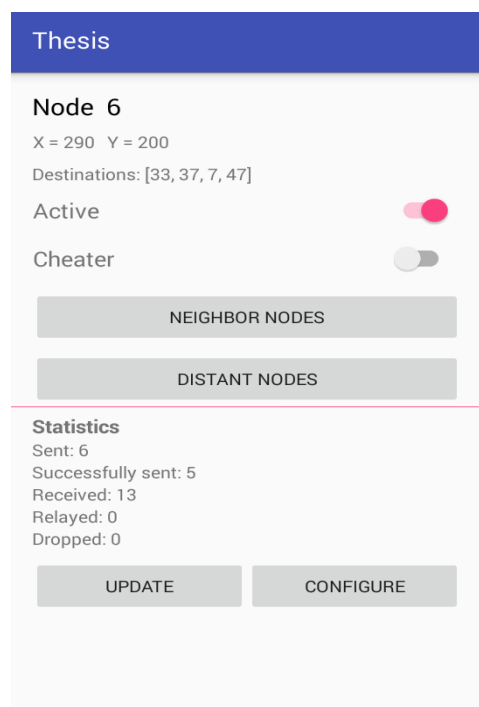 Thesis
Node 6
X = 290 Y = 200
Destinations: [33, 37, 7, 47]
Active
Cheater
NEIGHBOR NODES
DISTANT NODES
Statistics
Sent: 6
Successfully sent: 5
Received: 13
Relayed: 0
Dropped: 0
UPDATE CONFIGURE